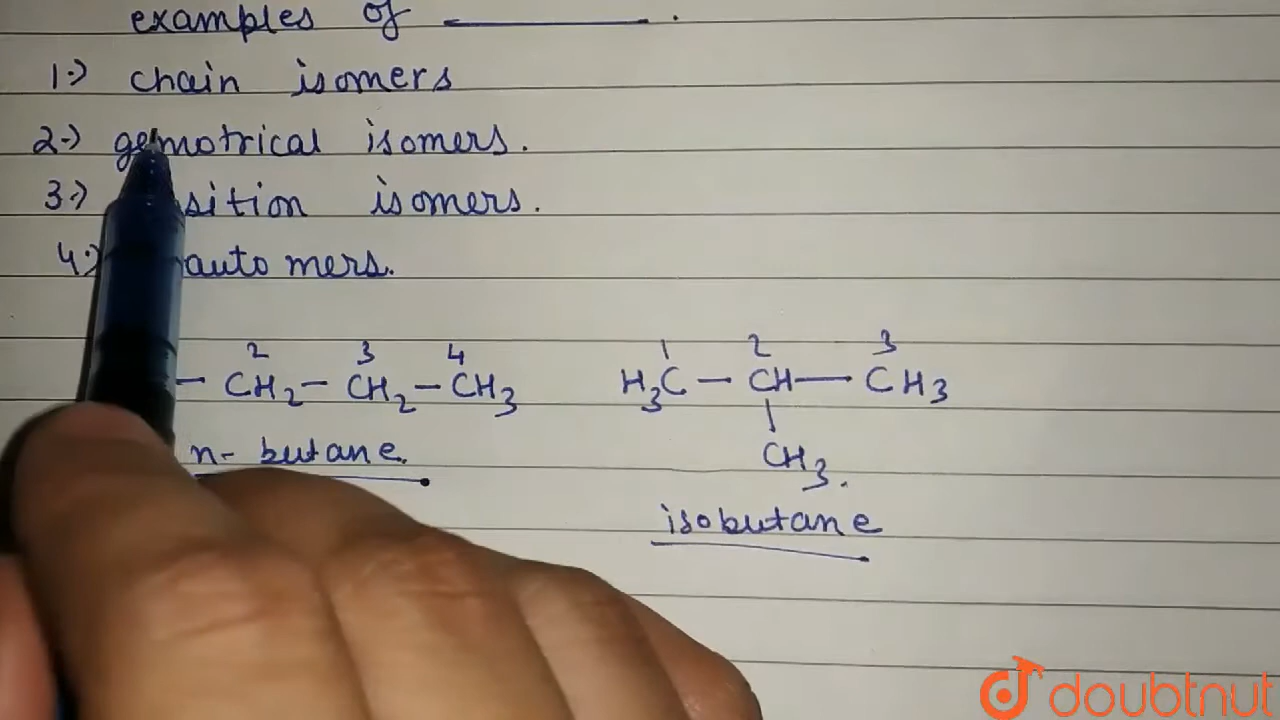 examples of ________.
1:) chain isomers
2:) gemotrical isomers.
3:) sition isomers.
4:) auto mers.
2 3 4
– CH2 – CH2 – CH3
n- butane.
1 2 3
H3C – CH – CH3
|
CH3.
isobutane
doubtnut